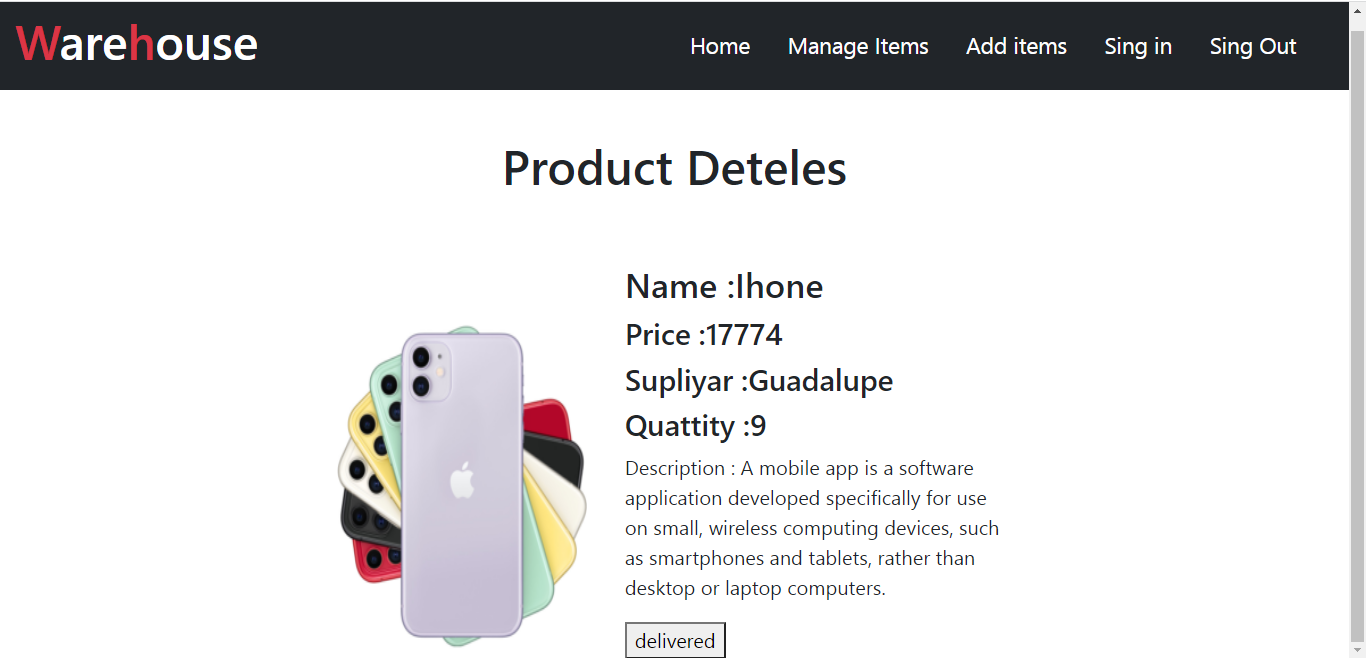 Warehouse
Home Manage Items Add items Sing in Sing Out
Product Deteles
Name :Ihone
Price :17774
Supliyar :Guadalupe
Quattity :9
Description : A mobile app is a software
application developed specifically for use
on small, wireless computing devices, such
as smartphones and tablets, rather than
desktop or laptop computers.
delivered